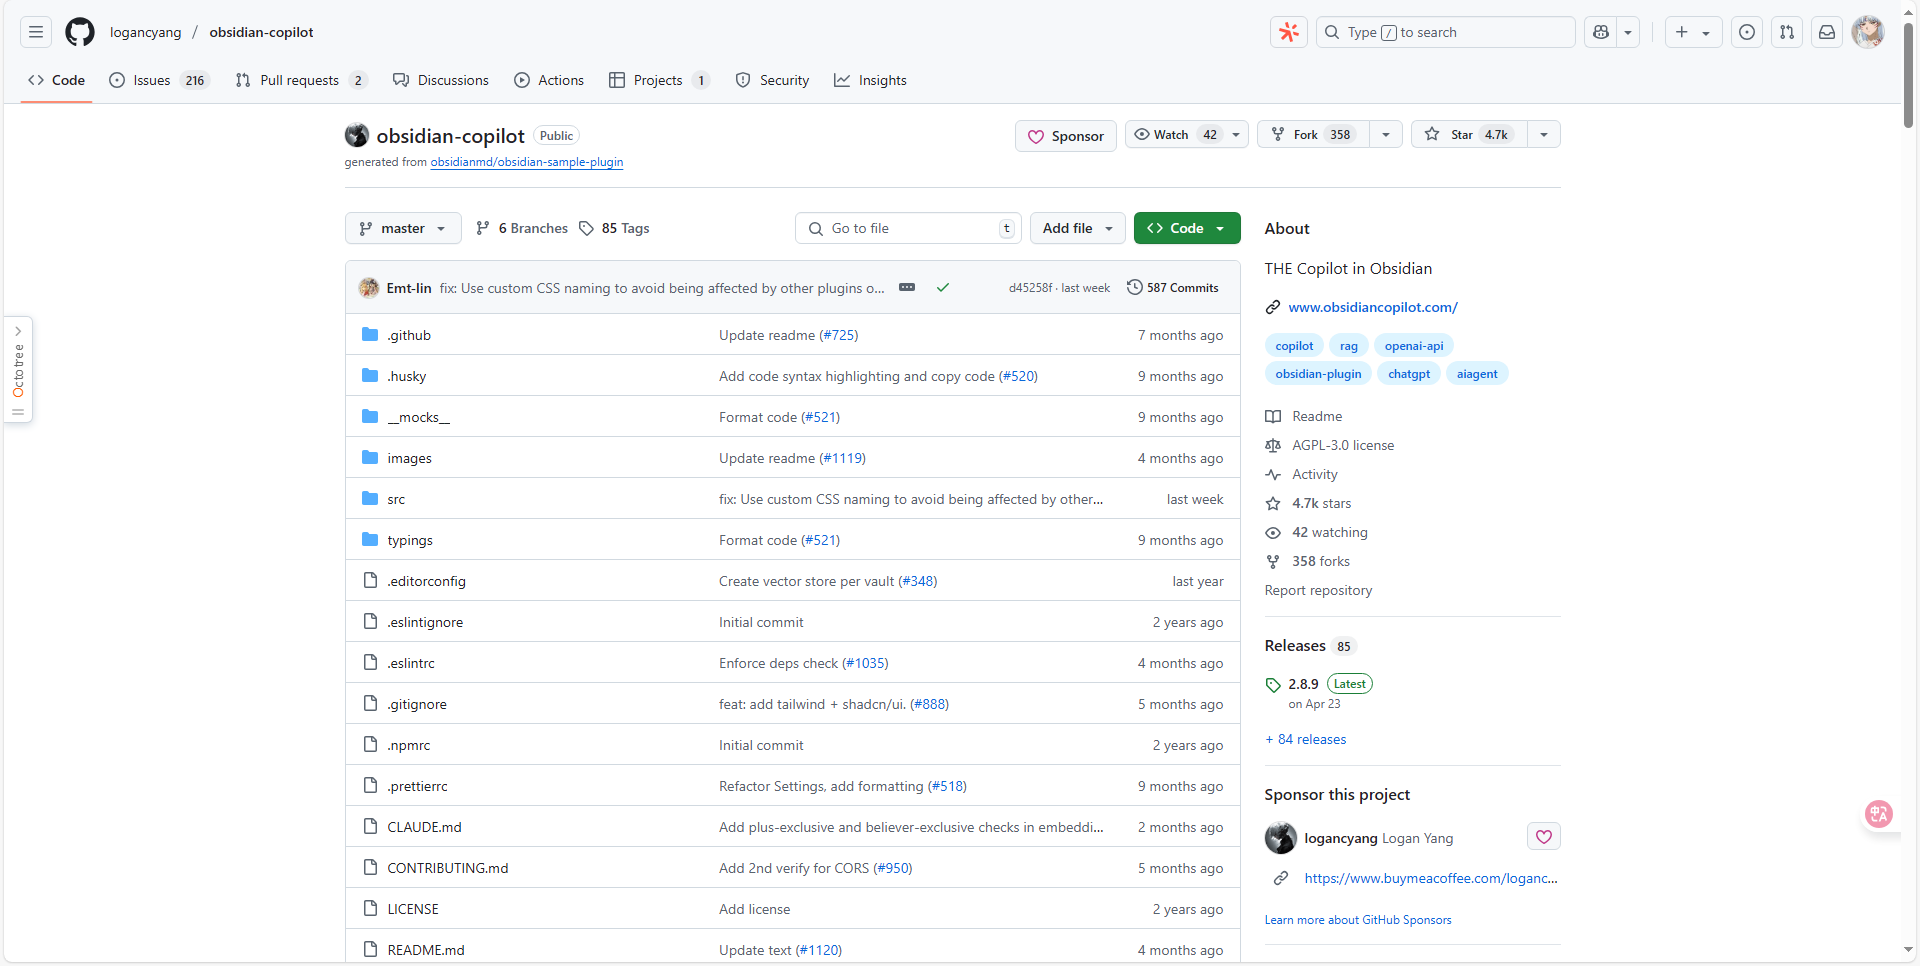 logancyang / obsidian-copilot
Type / to search
Code
Issues 216
Pull requests 2
Discussions
Actions
Projects 1
Security
Insights
obsidian-copilot Public
generated from obsidianmd/obsidian-sample-plugin
Sponsor
Watch 42
Fork 358
Star 4.7k
master
6 Branches
85 Tags
Go to file t
Add file
Code
Emt-lin fix: Use custom CSS naming to avoid being affected by other plugins o... d45258f · last week 587 Commits
.github Update readme (#725) 7 months ago
.husky Add code syntax highlighting and copy code (#520) 9 months ago
__mocks__ Format code (#521) 9 months ago
images Update readme (#1119) 4 months ago
src fix: Use custom CSS naming to avoid being affected by other... last week
typings Format code (#521) 9 months ago
.editorconfig Create vector store per vault (#348) last year
.eslintignore Initial commit 2 years ago
.eslintrc Enforce deps check (#1035) 4 months ago
.gitignore feat: add tailwind + shadcn/ui. (#888) 5 months ago
.npmrc Initial commit 2 years ago
.prettierrc Refactor Settings, add formatting (#518) 9 months ago
CLAUDE.md Add plus-exclusive and believer-exclusive checks in embeddi... 2 months ago
CONTRIBUTING.md Add 2nd verify for CORS (#950) 5 months ago
LICENSE Add license 2 years ago
README.md Update text (#1120) 4 months ago
Octotree
About
THE Copilot in Obsidian
www.obsidiancopilot.com/
copilot rag openai-api
obsidian-plugin chatgpt aiagent
Readme
AGPL-3.0 license
Activity
4.7k stars
42 watching
358 forks
Report repository
Releases 85
2.8.9 Latest
on Apr 23
+ 84 releases
Sponsor this project
logancyang Logan Yang
https://www.buymeacoffee.com/loganc...
Learn more about GitHub Sponsors
中A